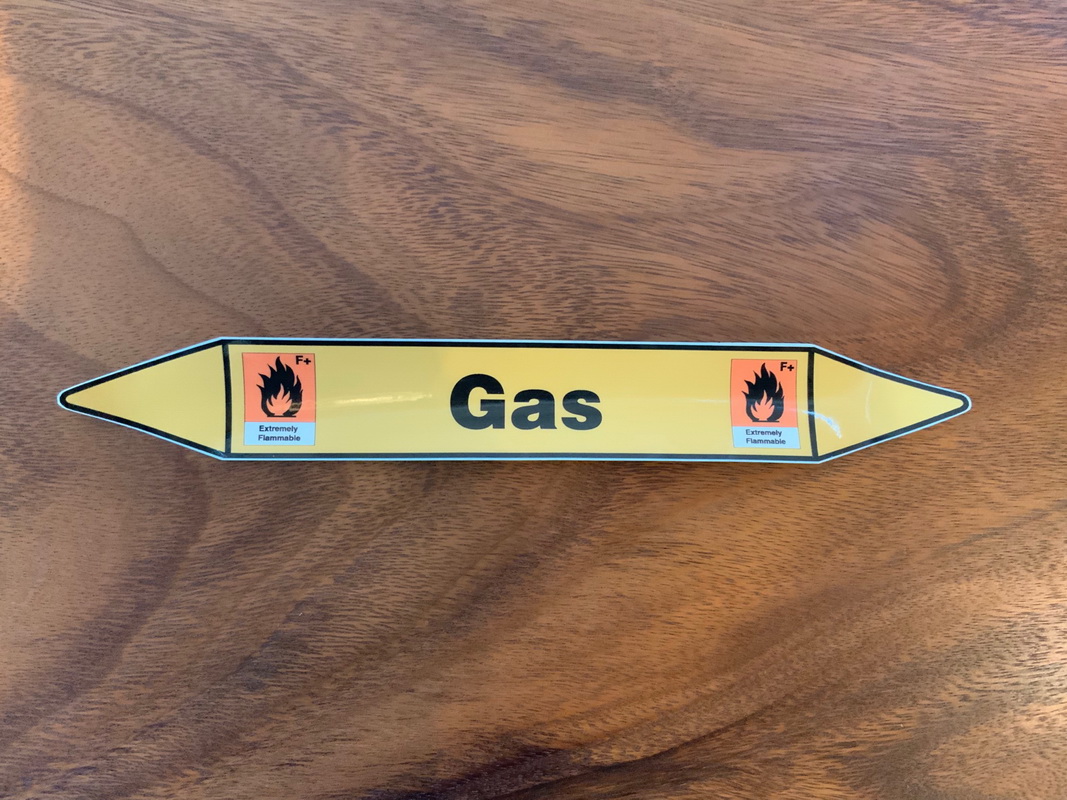 F+
Extremely
Flammable
Gas
F+
Extremely
Flammable